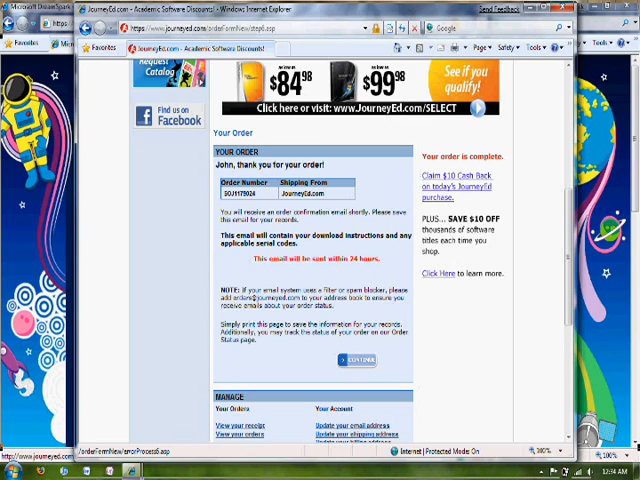 Microsoft DreamSpark
JourneyEd.com - Academic Software Discounts! - Windows Internet Explorer
Send Feedback
https://www.journeyed.com/orderFormNew/step6.asp
Google
Favorites
JourneyEd.com - Academic Software Discounts!
Page Safety Tools
https
Favorites
Tools
Request
Catalog
$84.98
$99.98
See if you
qualify!
Click here or visit: www.JourneyEd.com/SELECT
Find us on
Facebook
Your Order
YOUR ORDER
John, thank you for your order!
Order Number Shipping From
SOJ1179024 JourneyEd.com
You will receive an order confirmation email shortly. Please save
this email for your records.
This email will contain your download instructions and any
applicable serial codes.
This email will be sent within 24 hours.
NOTE: If your email system uses a filter or spam blocker, please
add orders@journeyed.com to your address book to ensure you
receive emails about your order status.
Simply print this page to save the information for your records.
Additionally, you may track the status of your order on our Order
Status page.
CONTINUE
Your order is complete.
Claim $10 Cash Back
on today's JourneyEd
purchase.
PLUS... SAVE $10 OFF
thousands of software
titles each time you
shop.
Click Here to learn more.
MANAGE
Your Orders Your Account
View your receipt Update your email address
View your orders Update your shipping address
/orderFormNew/errorProcess6.asp
Internet | Protected Mode: On
100%
http://www.journeyed.com
100%
12:34 AM